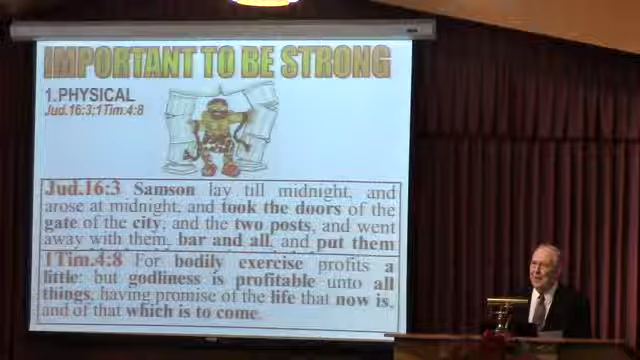 IMPORTANT TO BE STRONG
1.PHYSICAL
Jud.16:3;1Tim.4:8
Jud.16:3 Samson lay till midnight, and
arose at midnight, and took the doors of the
gate of the city, and the two posts, and went
away with them, bar and all, and put them
1Tim.4:8 For bodily exercise profits a
little: but godliness is profitable unto all
things, having promise of the life that now is,
and of that which is to come.